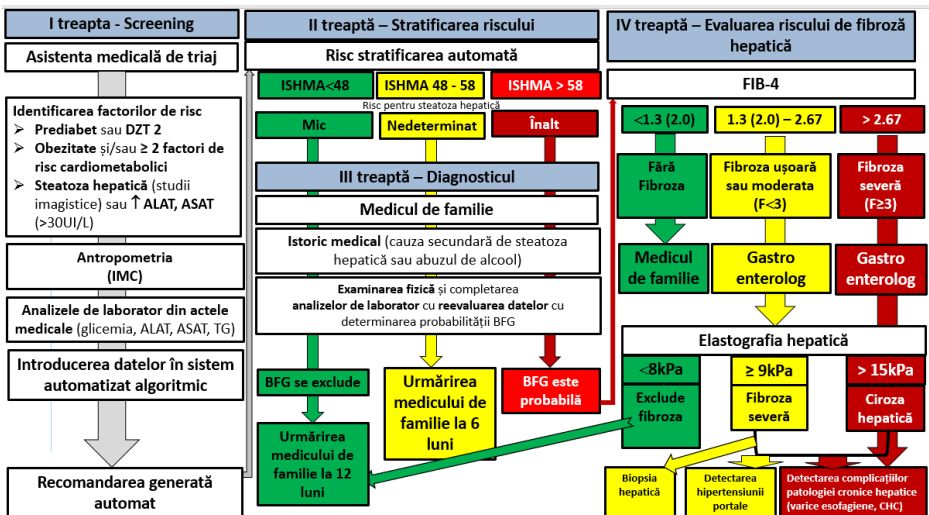 I treapta - Screening
Asistenta medicală de triaj
Identificarea factorilor de risc
➢ Prediabet sau DZT 2
➢ Obezitate și/sau ≥ 2 factori de
risc cardiometabolici
➢ Steatoza hepatică (studii
imagistice) sau ↑ ALAT, ASAT
(>30UI/L)
Antropometria
(IMC)
Analizele de laborator din actele
medicale (glicemia, ALAT, ASAT, TG)
Introducerea datelor în sistem
automatizat algoritmic
Recomandarea generată
automat
II treaptă – Stratificarea riscului
Risc stratificarea automată
ISHMA<48
ISHMA 48 - 58
ISHMA > 58
Risc pentru steatoza hepatică
Mic
Nedeterminat
Înalt
III treaptă – Diagnosticul
Medicul de familie
Istoric medical (cauza secundară de steatoza
hepatică sau abuzul de alcool)
Examinarea fizică și completarea
analizelor de laborator cu reevaluarea datelor cu
determinarea probabilității BFG
BFG se exclude
Urmărirea
medicului de
familie la 6
luni
BFG este
probabilă
Urmărirea
medicului de
familie la 12
luni
IV treaptă – Evaluarea riscului de fibroză
hepatică
FIB-4
<1.3 (2.0)
1.3 (2.0) – 2.67
> 2.67
Fără
Fibroza
Fibroza ușoară
sau moderata
(F<3)
Fibroza
severă
(F≥3)
Medicul
de familie
Gastro
enterolog
Gastro
enterolog
Elastografia hepatică
<8kPa
≥ 9kPa
> 15kPa
Exclude
fibroza
Fibroza
severă
Ciroza
hepatică
Biopsia
hepatică
Detectarea
hipertensiunii
portale
Detectarea complicațiilor
patologiei cronice hepatice
(varice esofagiene, CHC)